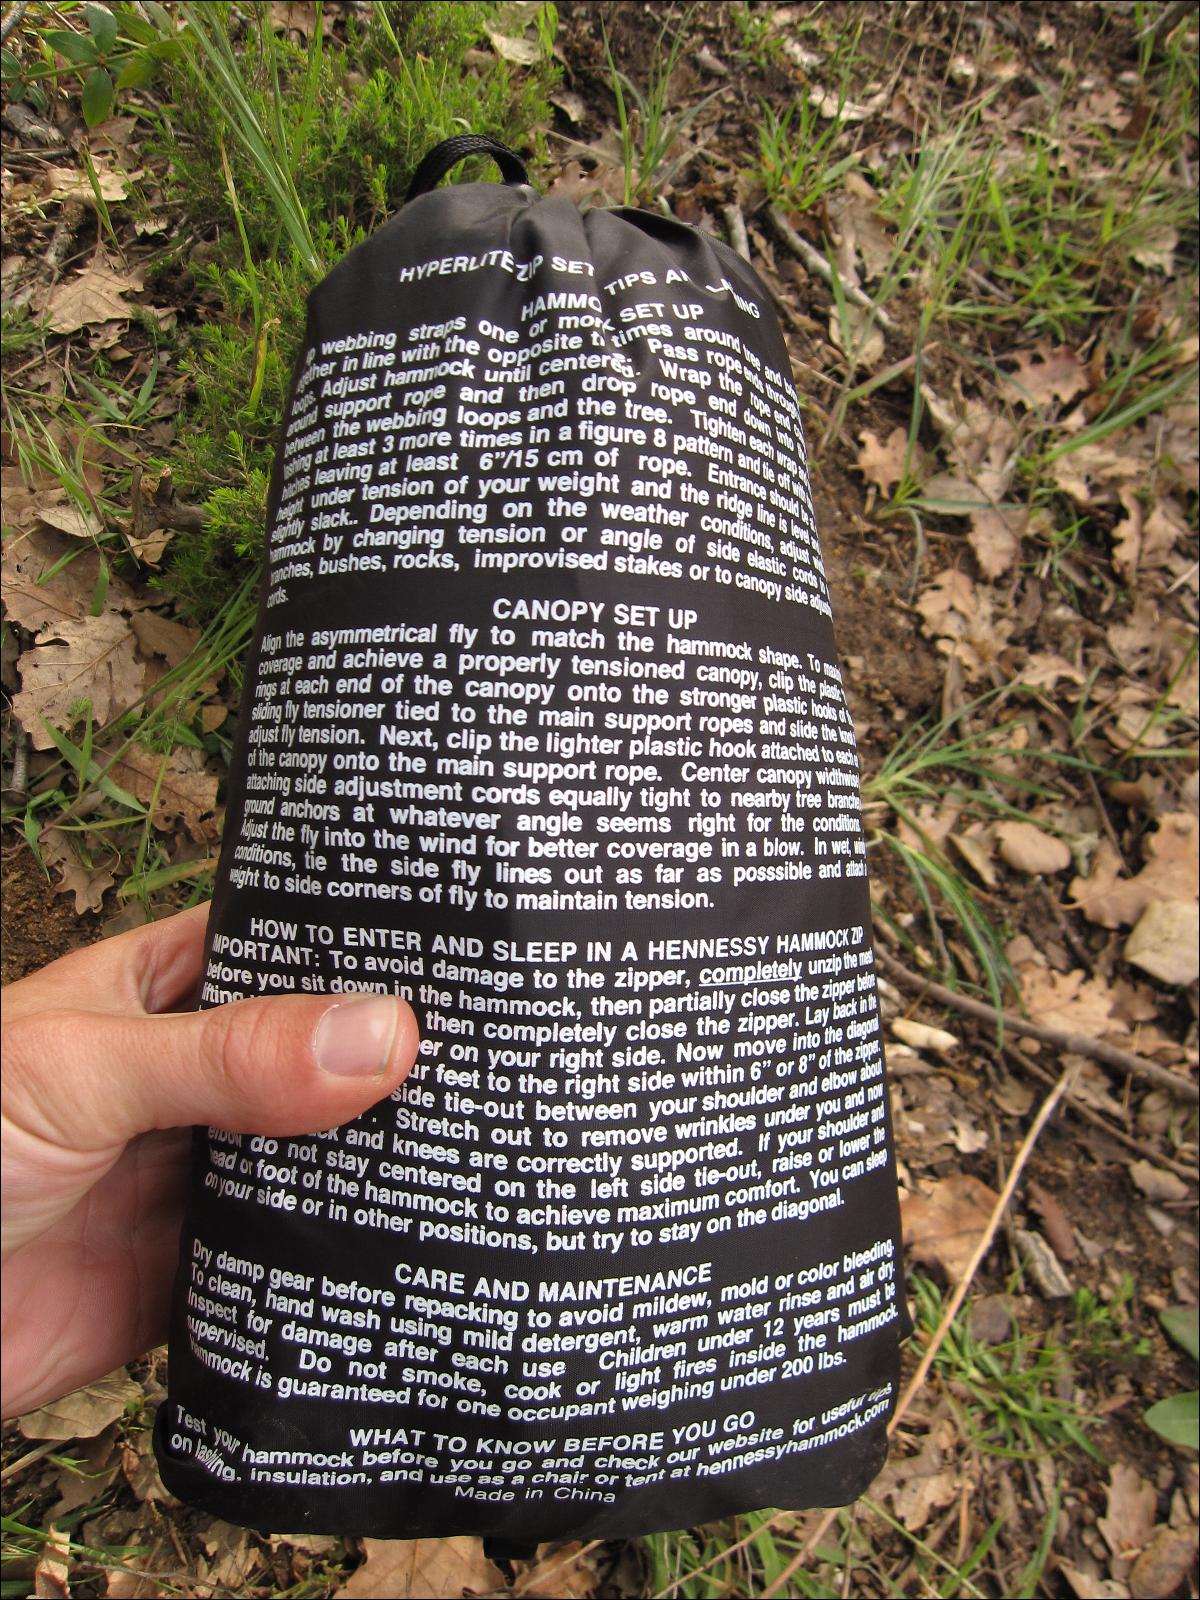 HYPERLITE ZIP SET TIPS AN NING
HAMMOC SET UP
webbing straps one or more times around tree and
together in line with the opposite Pass rope ends through
loops. Adjust hammock until centered. Wrap the rope end
around support rope and then drop rope end down into the
between the webbing loops and the tree. Tighten each wrap
lashing at least 3 more times in a figure 8 pattern and tie off with
hitches leaving at least 6”/15 cm of rope. Entrance should be
height under tension of your weight and the ridge line is level
slightly slack.. Depending on the weather conditions, adjust
hammock by changing tension or angle of side elastic cords to
branches, bushes, rocks, improvised stakes or to canopy side
cords.
CANOPY SET UP
Align the asymmetrical fly to match the hammock shape. To
coverage and achieve a properly tensioned canopy, clip the plastic
rings at each end of the canopy onto the stronger plastic hooks of
sliding fly tensioner tied to the main support ropes and slide the knot
adjust fly tension. Next, clip the lighter plastic hook attached to each
of the canopy onto the main support rope. Center canopy widthwise
attaching side adjustment cords equally tight to nearby tree branches
ground anchors at whatever angle seems right for the conditions.
Adjust the fly into the wind for better coverage in a blow. In wet,
conditions, tie the side fly lines out as far as posssible and attach
weight to side corners of fly to maintain tension.
HOW TO ENTER AND SLEEP IN A HENNESSY HAMMOCK ZIP
IMPORTANT: To avoid damage to the zipper, completely unzip the mesh
before you sit down in the hammock, then partially close the zipper before
lifting then completely close the zipper. Lay back in the
on your right side. Now move into the diagonal
feet to the right side within 6” or 8” of the zipper.
side tie-out between your shoulder and elbow about
Stretch out to remove wrinkles under you and now
and knees are correctly supported. If your shoulder and
elbow do not stay centered on the left side tie-out, raise or lower the
head or foot of the hammock to achieve maximum comfort. You can sleep
on your side or in other positions, but try to stay on the diagonal.
CARE AND MAINTENANCE
Dry damp gear before repacking to avoid mildew, mold or color bleeding.
To clean, hand wash using mild detergent, warm water rinse and air dry.
Inspect for damage after each use Children under 12 years must be
supervised. Do not smoke, cook or light fires inside the hammock.
Hammock is guaranteed for one occupant weighing under 200 lbs.
WHAT TO KNOW BEFORE YOU GO
Test your hammock before you go and check our website for useful tips
on lashing, insulation, and use as a chair or tent at hennessyhammock.com
Made in China